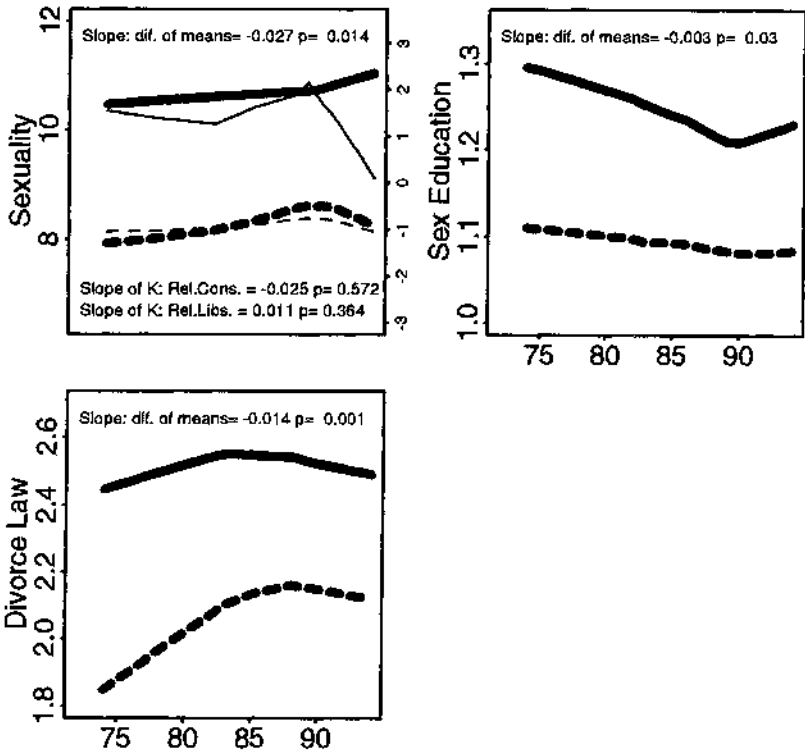 Slope: dif. of means= -0.027 p= 0.014
12
10
8
Sexuality
3
2
1
0
-1
-2
-3
Slope of K: Rel.Cons. = -0.025 p= 0.572
Slope of K: Rel.Libs. = 0.011 p= 0.364
Slope: dif. of means= -0.003 p= 0.03
1.3
1.2
1.1
1.0
Sex Education
75 80 85 90
Slope: dif. of means= -0.014 p= 0.001
2.6
2.4
2.2
2.0
1.8
Divorce Law
75 80 85 90